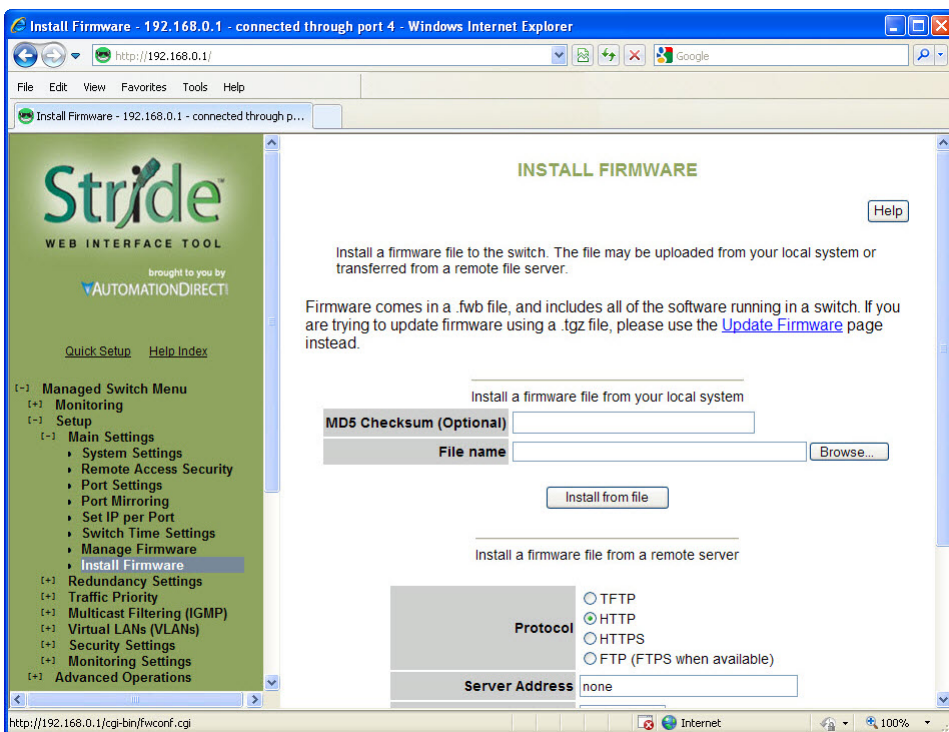 Install Firmware - 192.168.0.1 - connected through port 4 - Windows Internet Explorer
http://192.168.0.1/
Google
File Edit View Favorites Tools Help
Install Firmware - 192.168.0.1 - connected through p...
Stride™
WEB INTERFACE TOOL
brought to you by
AUTOMATIONDIRECT
Quick Setup Help Index
[-] Managed Switch Menu
[+] Monitoring
[-] Setup
[-] Main Settings
System Settings
Remote Access Security
Port Settings
Port Mirroring
Set IP per Port
Switch Time Settings
Manage Firmware
Install Firmware
[+] Redundancy Settings
[+] Traffic Priority
[+] Multicast Filtering (IGMP)
[+] Virtual LANs (VLANs)
[+] Security Settings
[+] Monitoring Settings
[+] Advanced Operations
INSTALL FIRMWARE
Help
Install a firmware file to the switch. The file may be uploaded from your local system or
transferred from a remote file server.
Firmware comes in a .fwb file, and includes all of the software running in a switch. If you
are trying to update firmware using a .tgz file, please use the Update Firmware page
instead.
Install a firmware file from your local system
MD5 Checksum (Optional)
File name Browse...
Install from file
Install a firmware file from a remote server
Protocol
TFTP
HTTP
HTTPS
FTP (FTPS when available)
Server Address none
http://192.168.0.1/cgi-bin/fwconf.cgi Internet 100%